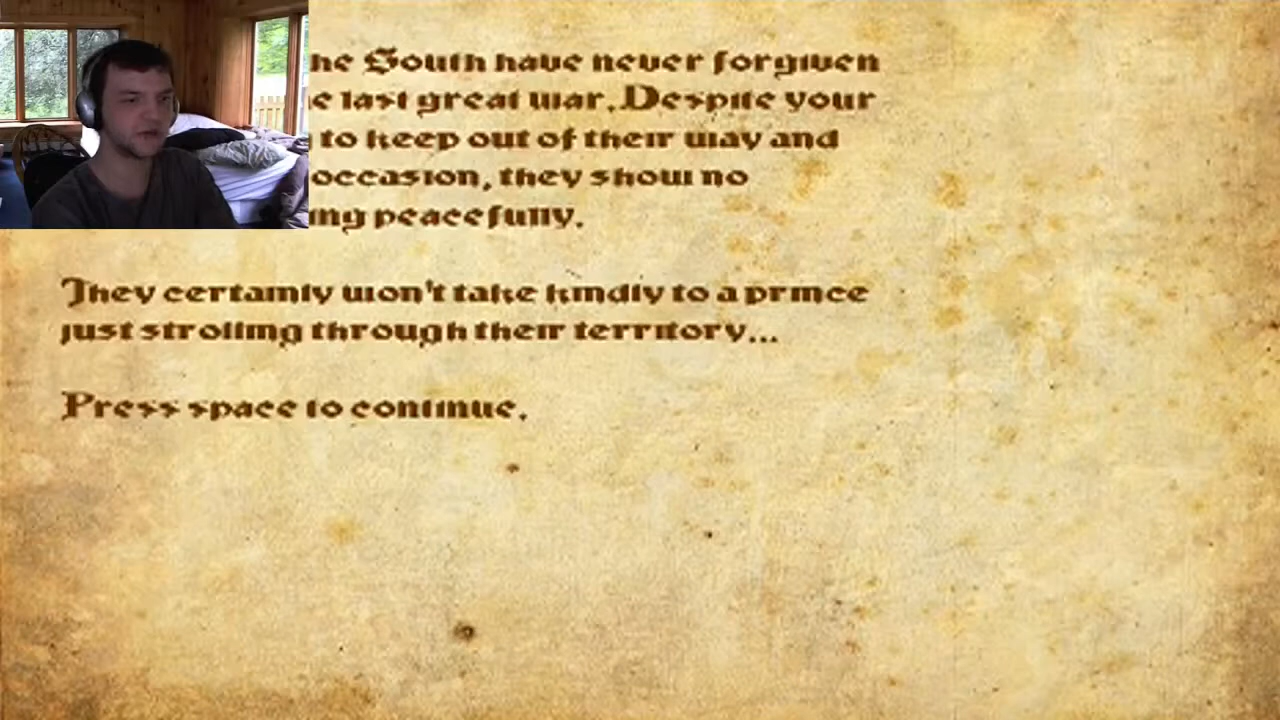 he South have never forgiven
e last great war. Despite your
to keep out of their way and
occasion, they show no
ing peacefully.
They certainly won't take kindly to a prince
just strolling through their territory...
Press space to continue.